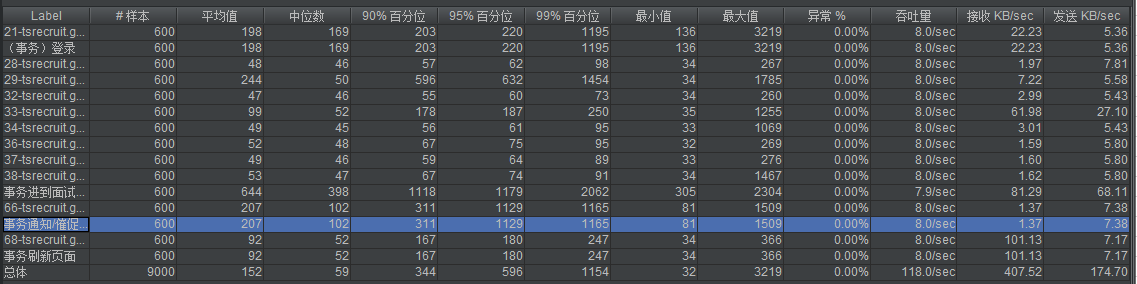 Label # 样本 平均值 中位数 90% 百分位 95% 百分位 99% 百分位 最小值 最大值 异常 % 吞吐量 接收 KB/sec 发送 KB/sec
21-tsrecruit.g... 600 198 169 203 220 1195 136 3219 0.00% 8.0/sec 22.23 5.36
（事务）登录 600 198 169 203 220 1195 136 3219 0.00% 8.0/sec 22.23 5.36
28-tsrecruit.g... 600 48 46 57 62 98 34 267 0.00% 8.0/sec 1.97 7.81
29-tsrecruit.g... 600 244 50 596 632 1454 34 1785 0.00% 8.0/sec 7.22 5.58
32-tsrecruit.g... 600 47 46 55 60 73 34 260 0.00% 8.0/sec 2.99 5.43
33-tsrecruit.g... 600 99 52 178 187 250 35 1255 0.00% 8.0/sec 61.98 27.10
34-tsrecruit.g... 600 49 45 56 61 95 33 1069 0.00% 8.0/sec 3.01 5.43
36-tsrecruit.g... 600 52 48 67 75 95 32 269 0.00% 8.0/sec 1.59 5.80
37-tsrecruit.g... 600 49 46 59 64 89 33 276 0.00% 8.0/sec 1.60 5.80
38-tsrecruit.g... 600 53 47 67 74 91 34 1467 0.00% 8.0/sec 1.62 5.80
事务进到面试... 600 644 398 1118 1179 2062 305 2304 0.00% 7.9/sec 81.29 68.11
66-tsrecruit.g... 600 207 102 311 1129 1165 81 1509 0.00% 8.0/sec 1.37 7.38
事务通知/催促... 600 207 102 311 1129 1165 81 1509 0.00% 8.0/sec 1.37 7.38
68-tsrecruit.g... 600 92 52 167 180 247 34 366 0.00% 8.0/sec 101.13 7.17
事务刷新页面 600 92 52 167 180 247 34 366 0.00% 8.0/sec 101.13 7.17
总体 9000 152 59 344 596 1154 32 3219 0.00% 118.0/sec 407.52 174.70